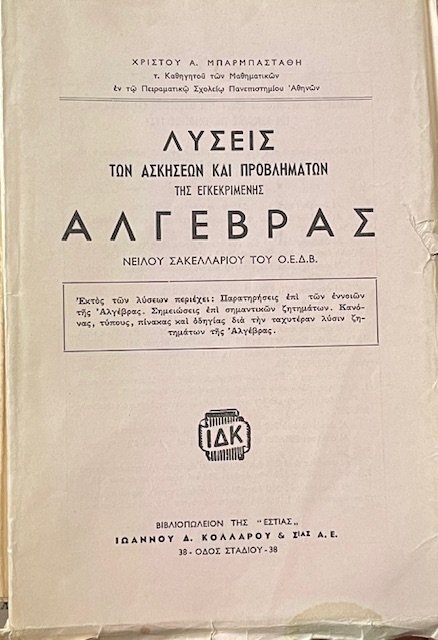 ΧΡΙΣΤΟΥ Α. ΜΠΑΡΜΠΑΣΤΑΘΗ
τ. Καθηγητοῦ τῶν Μαθηματικῶν
ἐν τῷ Πειραματικῷ Σχολείῳ Πανεπιστημίου Ἀθηνῶν
ΛΥΣΕΙΣ
ΤΩΝ ΑΣΚΗΣΕΩΝ ΚΑΙ ΠΡΟΒΛΗΜΑΤΩΝ
ΤΗΣ ΕΓΚΕΚΡΙΜΕΝΗΣ
ΑΛΓΕΒΡΑΣ
ΝΕΙΛΟΥ ΣΑΚΕΛΛΑΡΙΟΥ ΤΟΥ Ο.Ε.Δ.Β.
Ἐκτὸς τῶν λύσεων περιέχει: Παρατηρήσεις ἐπὶ τῶν ἐννοιῶν
τῆς Ἀλγέβρας. Σημειώσεις ἐπὶ σημαντικῶν ζητημάτων. Κανό-
νας, τύπους, πίνακας καὶ ὁδηγίας διὰ τὴν ταχυτέραν λύσιν ζη-
τημάτων τῆς Ἀλγέβρας.
ΙΔΚ
ΒΙΒΛΙΟΠΩΛΕΙΟΝ ΤΗΣ "ΕΣΤΙΑΣ„
ΙΩΑΝΝΟΥ Δ. ΚΟΛΛΑΡΟΥ & ΣΙΑΣ Α.Ε.
38 - ΟΔΟΣ ΣΤΑΔΙΟΥ - 38